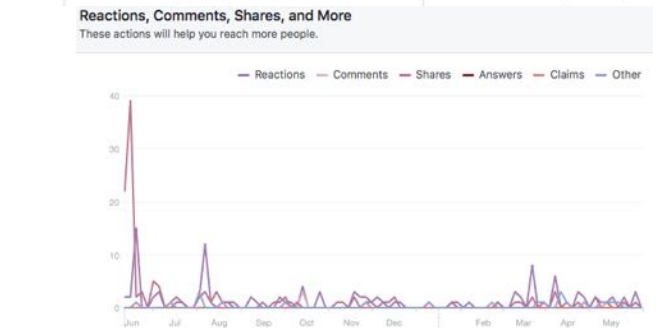 Reactions, Comments, Shares, and More
These actions will help you reach more people.
Reactions Comments Shares Answers Claims Other
40
30
20
10
0
Jun Jul Aug Sep Oct Nov Dec Feb Mar Apr May